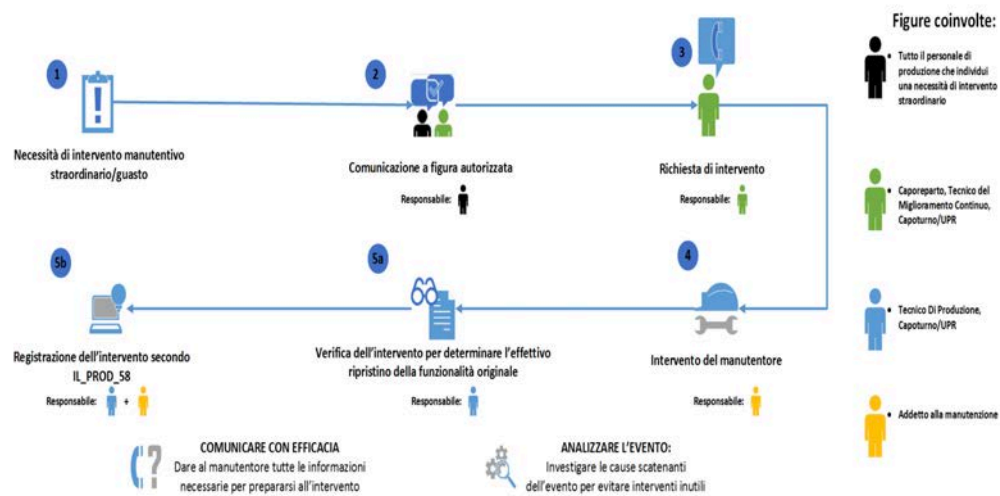 Figure coinvolte:
1
2
3
Tutto il personale di
produzione che individui
una necessità di intervento
straordinario
Necessità di intervento manutentivo
straordinario/guasto
Comunicazione a figura autorizzata
Responsabile:
Richiesta di intervento
Responsabile:
Caporeparto, Tecnico del
Miglioramento Continuo,
Capoturno/UPR
5b
5a
4
Tecnico Di Produzione,
Capoturno/UPR
Registrazione dell'intervento secondo
IL_PROD_58
Responsabile:
+
Verifica dell'intervento per determinare l'effettivo
ripristino della funzionalità originale
Responsabile:
Intervento del manutentore
Responsabile:
Addetto alla manutenzione
COMUNICARE CON EFFICACIA
Dare al manutentore tutte le informazioni
necessarie per prepararsi all'intervento
ANALIZZARE L'EVENTO:
Investigare le cause scatenanti
dell'evento per evitare interventi inutili